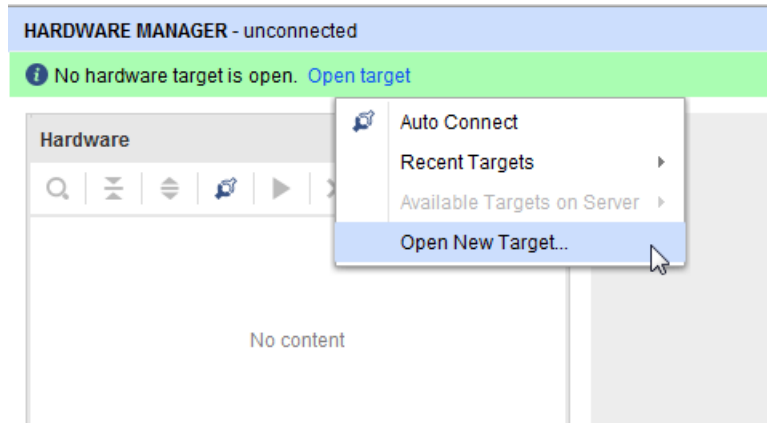 HARDWARE MANAGER - unconnected
No hardware target is open. Open target
Hardware
Auto Connect
Recent Targets
Available Targets on Server
Open New Target...
No content